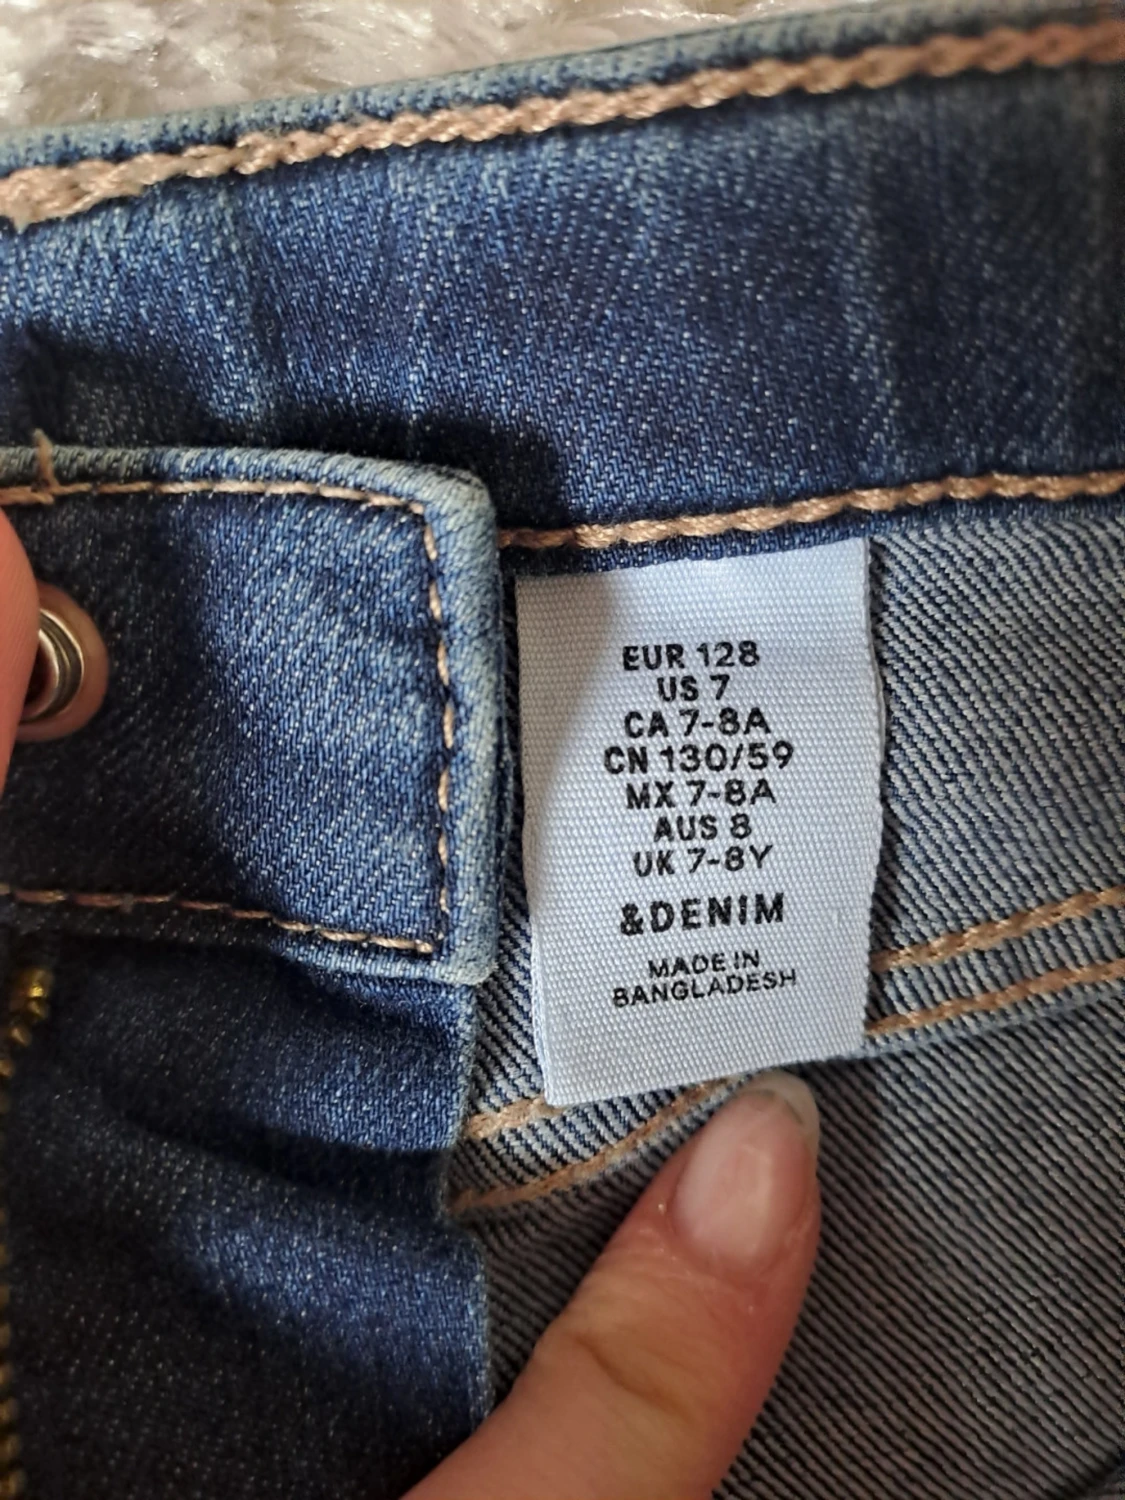 EUR 128
US 7
CA 7-8A
CN 130/59
MX 7-8A
AUS 8
UK 7-8Y
&DENIM
MADE IN
BANGLADESH